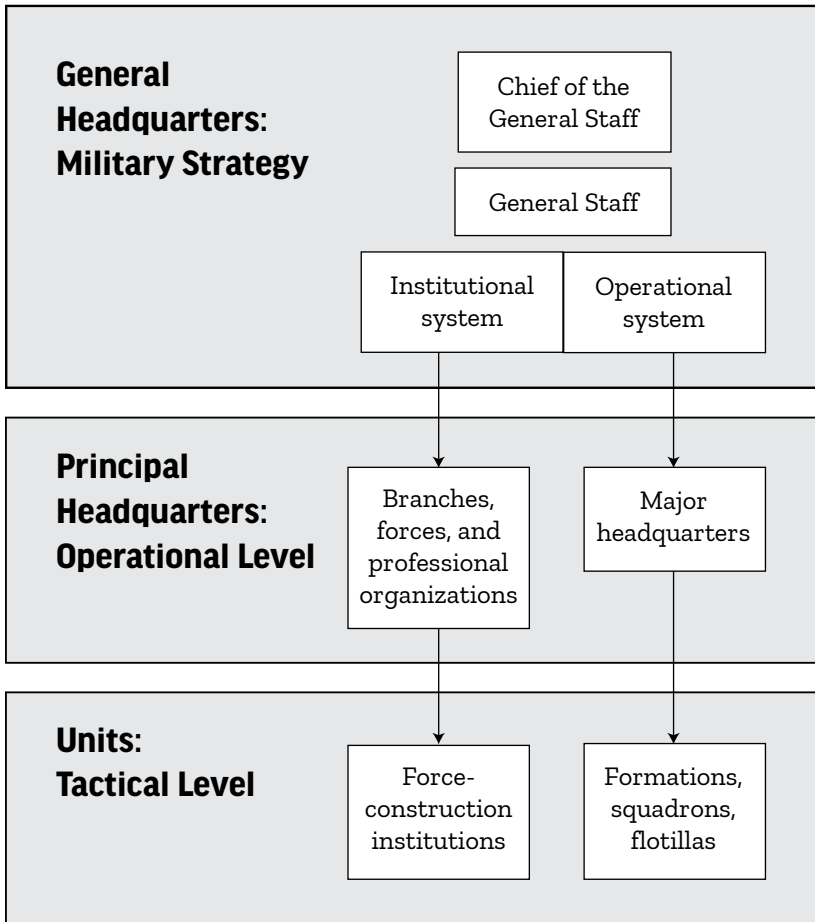 General
Headquarters:
Military Strategy
Chief of the
General Staff
General Staff
Institutional
system
Operational
system
Principal
Headquarters:
Operational Level
Branches,
forces, and
professional
organizations
Major
headquarters
Units:
Tactical Level
Force-
construction
institutions
Formations,
squadrons,
flotillas